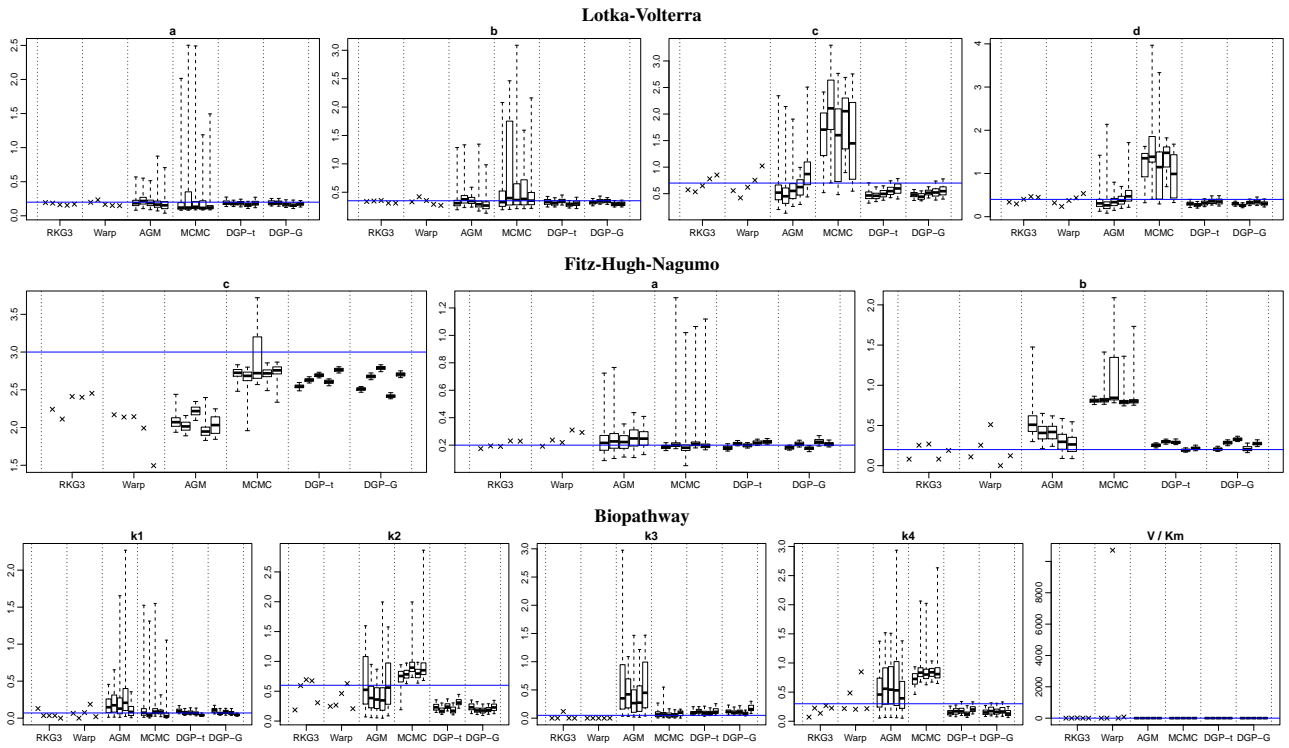 Lotka-Volterra
a b c d
0.0 0.5 1.0 1.5 2.0 2.5
0.5 1.0 1.5 2.0 2.5 3.0
0.5 1.0 1.5 2.0 2.5 3.0
0 1 2 3 4
RKG3 Warp AGM MCMC DGP−t DGP−G
RKG3 Warp AGM MCMC DGP−t DGP−G
RKG3 Warp AGM MCMC DGP−t DGP−G
RKG3 Warp AGM MCMC DGP−t DGP−G
Fitz-Hugh-Nagumo
c a b
1.5 2.0 2.5 3.0 3.5
0.2 0.4 0.6 0.8 1.0 1.2
0.0 0.5 1.0 1.5 2.0
RKG3 Warp AGM MCMC DGP−t DGP−G
RKG3 Warp AGM MCMC DGP−t DGP−G
RKG3 Warp AGM MCMC DGP−t DGP−G
Biopathway
k1 k2 k3 k4 V / Km
0.0 0.5 1.0 1.5 2.0
0.0 0.5 1.0 1.5 2.0 2.5
0.0 0.5 1.0 1.5 2.0 2.5 3.0
0.0 0.5 1.0 1.5 2.0 2.5 3.0
0 2000 4000 6000 8000
RKG3 Warp AGM MCMC DGP−t DGP−G
RKG3 Warp AGM MCMC DGP−t DGP−G
RKG3 Warp AGM MCMC DGP−t DGP−G
RKG3 Warp AGM MCMC DGP−t DGP−G
RKG3 Warp AGM MCMC DGP−t DGP−G